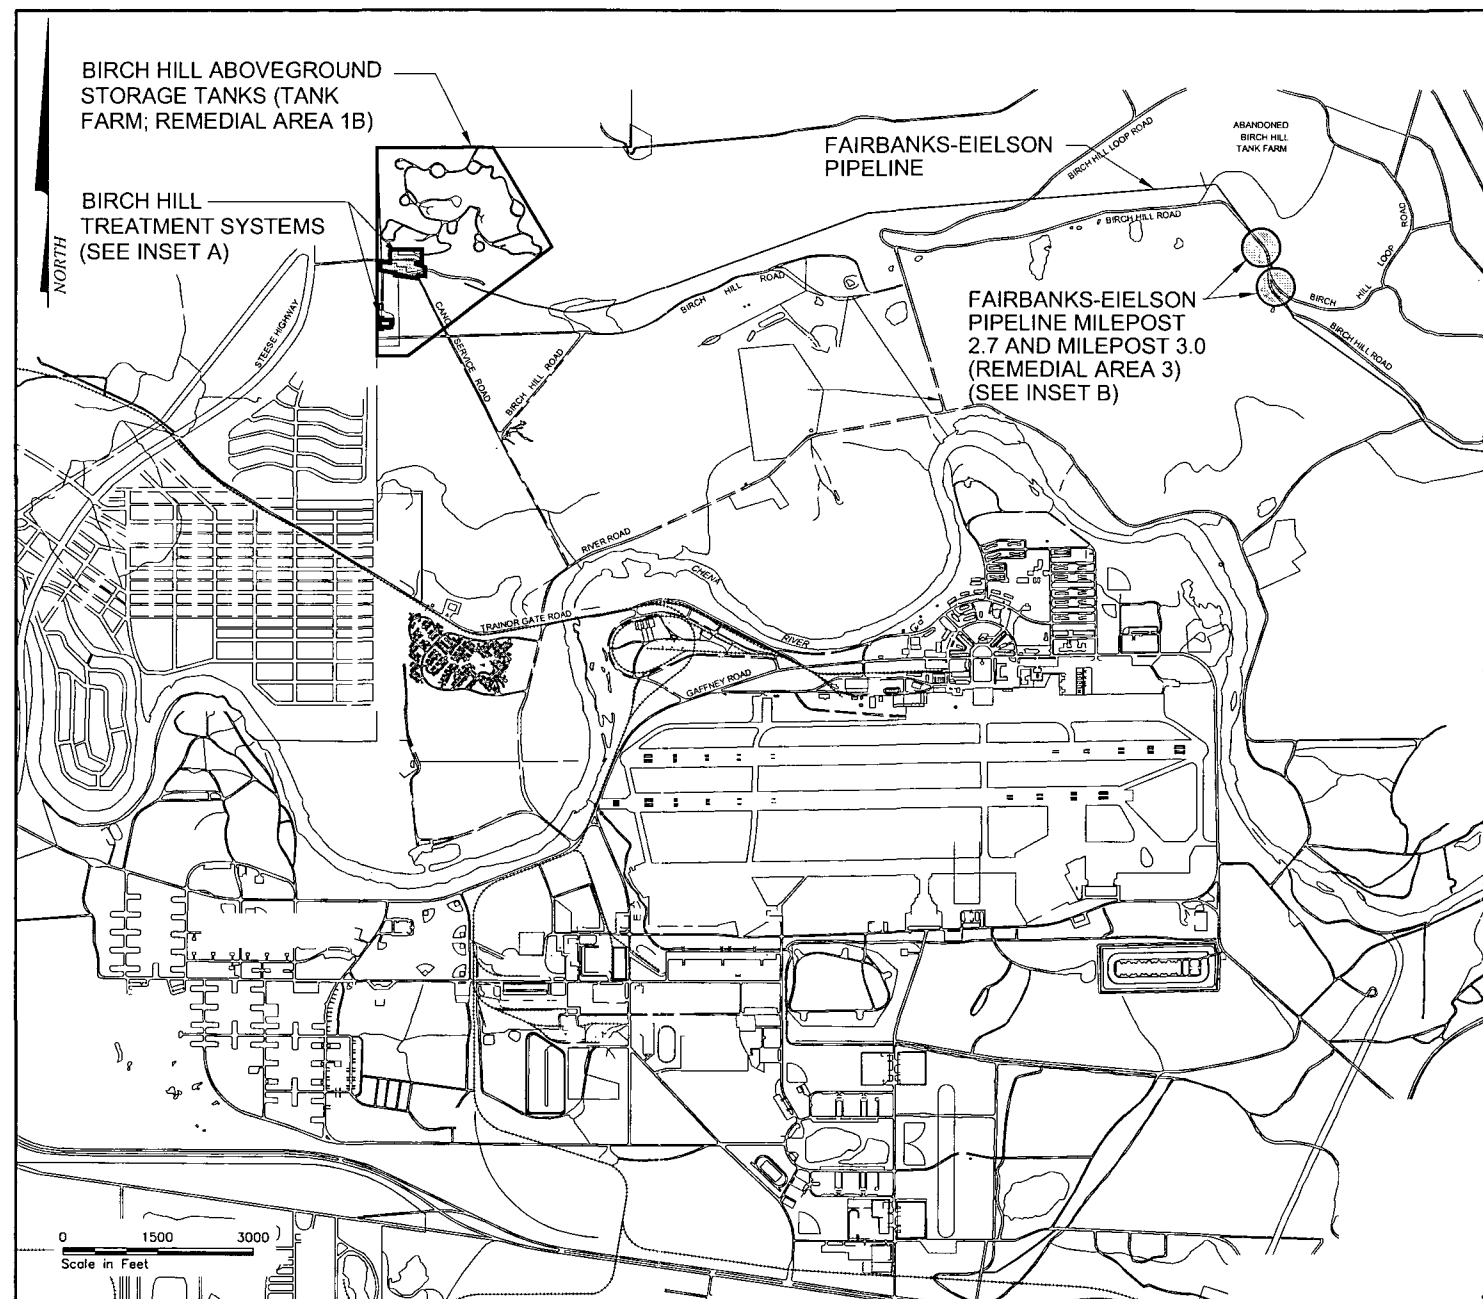 BIRCH HILL ABOVEGROUND
STORAGE TANKS (TANK
FARM; REMEDIAL AREA 1B)
BIRCH HILL
TREATMENT SYSTEMS
(SEE INSET A)
NORTH
FAIRBANKS-EIELSON
PIPELINE
BIRCH HILL LOOP ROAD
ABANDONED
BIRCH HILL
TANK FARM
BIRCH HILL ROAD
BIRCH HILL LOOP ROAD
BIRCH HILL ROAD
FAIRBANKS-EIELSON
PIPELINE MILEPOST
2.7 AND MILEPOST 3.0
(REMEDIAL AREA 3)
(SEE INSET B)
STEESE HIGHWAY
SERVICE ROAD
BIRCH HILL ROAD
BIRCH HILL ROAD
RIVER ROAD
CHENA
RIVER
TRAINOR GATE ROAD
GAFFNEY ROAD
0 1500 3000
Scale in Feet